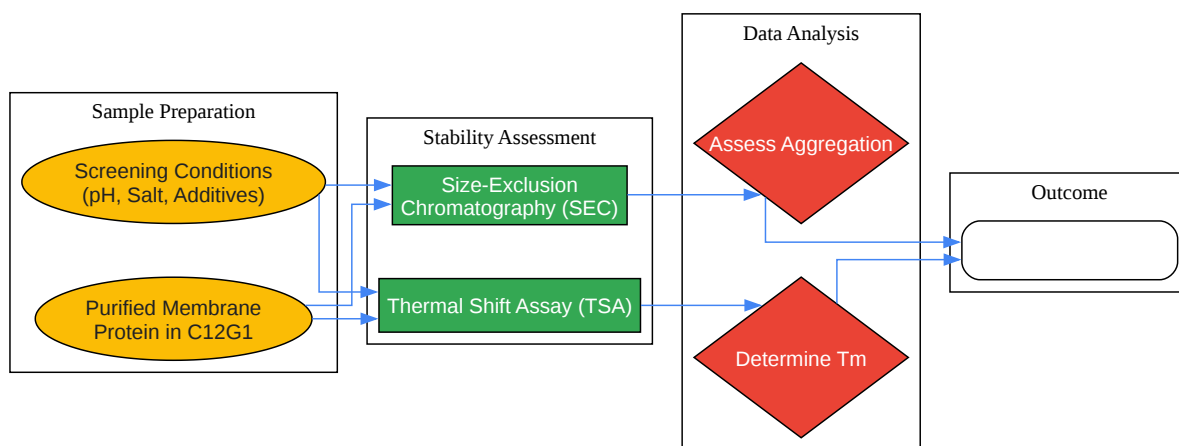 Sample Preparation
Screening Conditions
(pH, Salt, Additives)
Purified Membrane
Protein in C12G1
Stability Assessment
Size-Exclusion
Chromatography (SEC)
Thermal Shift Assay (TSA)
Data Analysis
Assess Aggregation
Determine Tm
Outcome